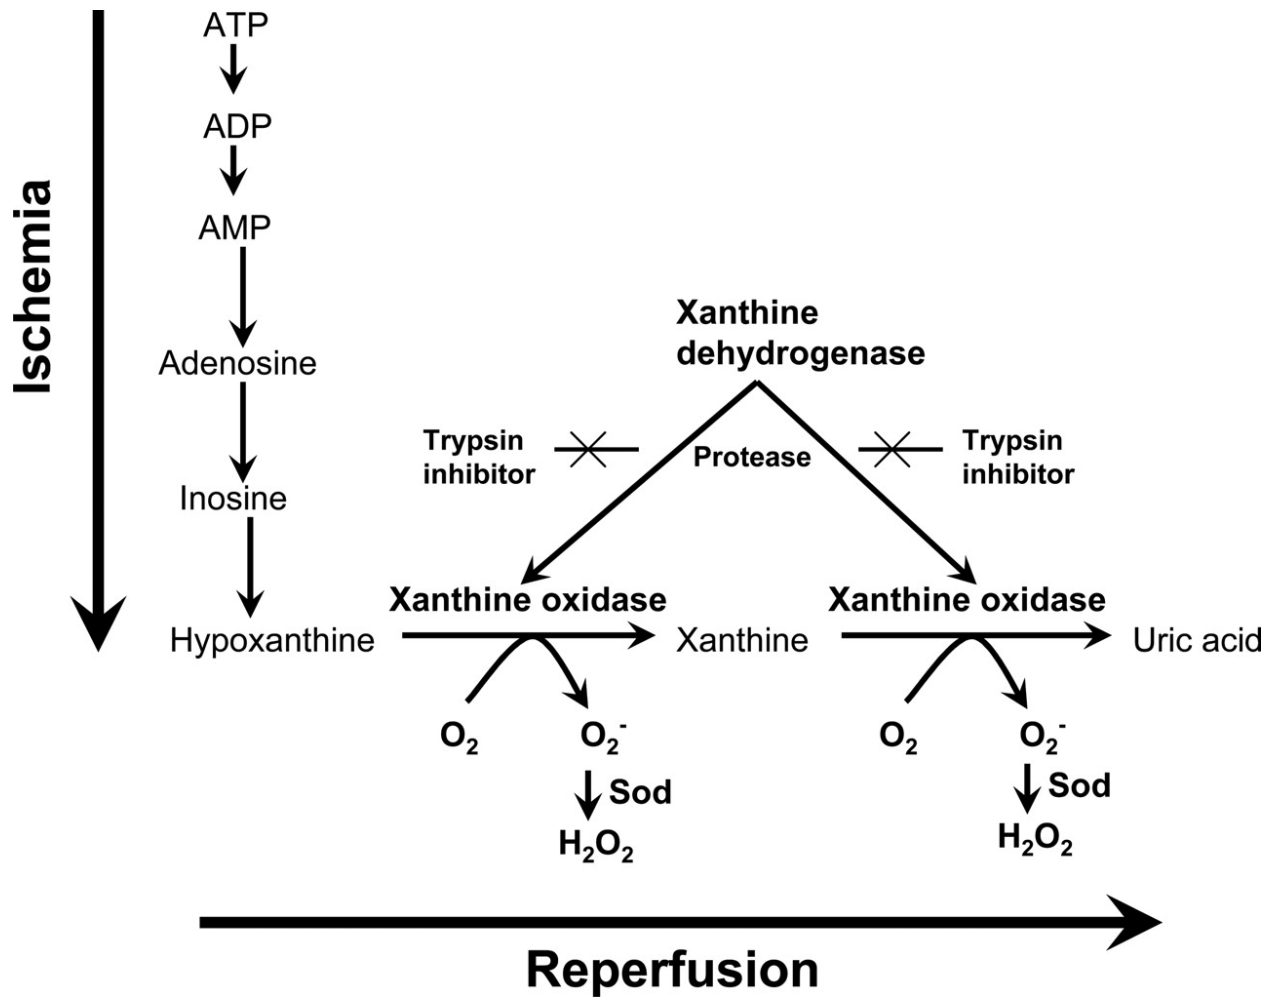 ATP
ADP
AMP
Ischemia
Adenosine
Inosine
Xanthine
dehydrogenase
Trypsin
inhibitor
Protease
Trypsin
inhibitor
Xanthine oxidase
Xanthine oxidase
Hypoxanthine
Xanthine
Uric acid
O₂
O₂⁻
O₂
O₂⁻
Sod
Sod
H₂O₂
H₂O₂
Reperfusion